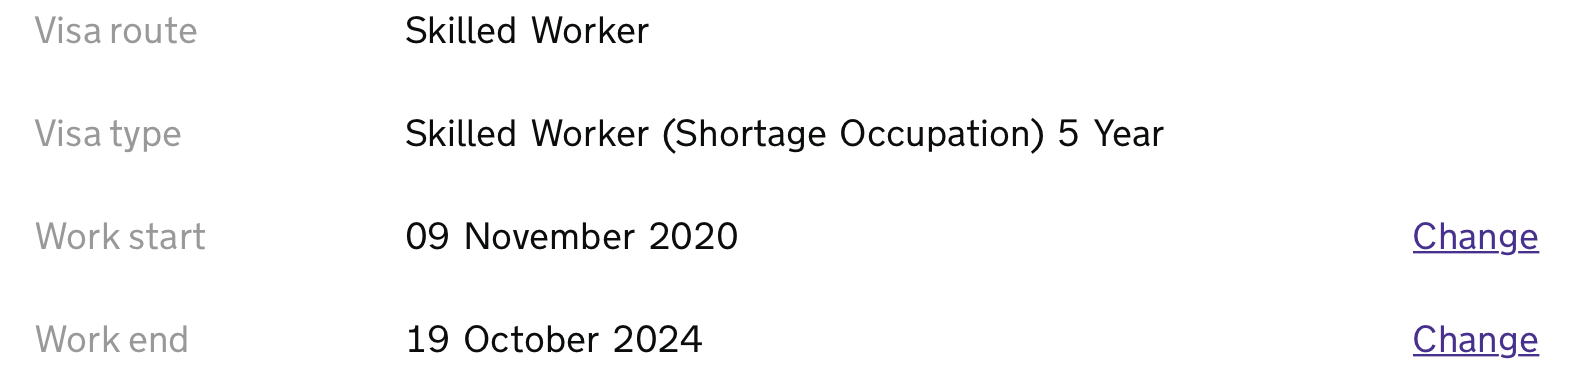 Visa route Skilled Worker
Visa type Skilled Worker (Shortage Occupation) 5 Year
Work start 09 November 2020 Change
Work end 19 October 2024 Change